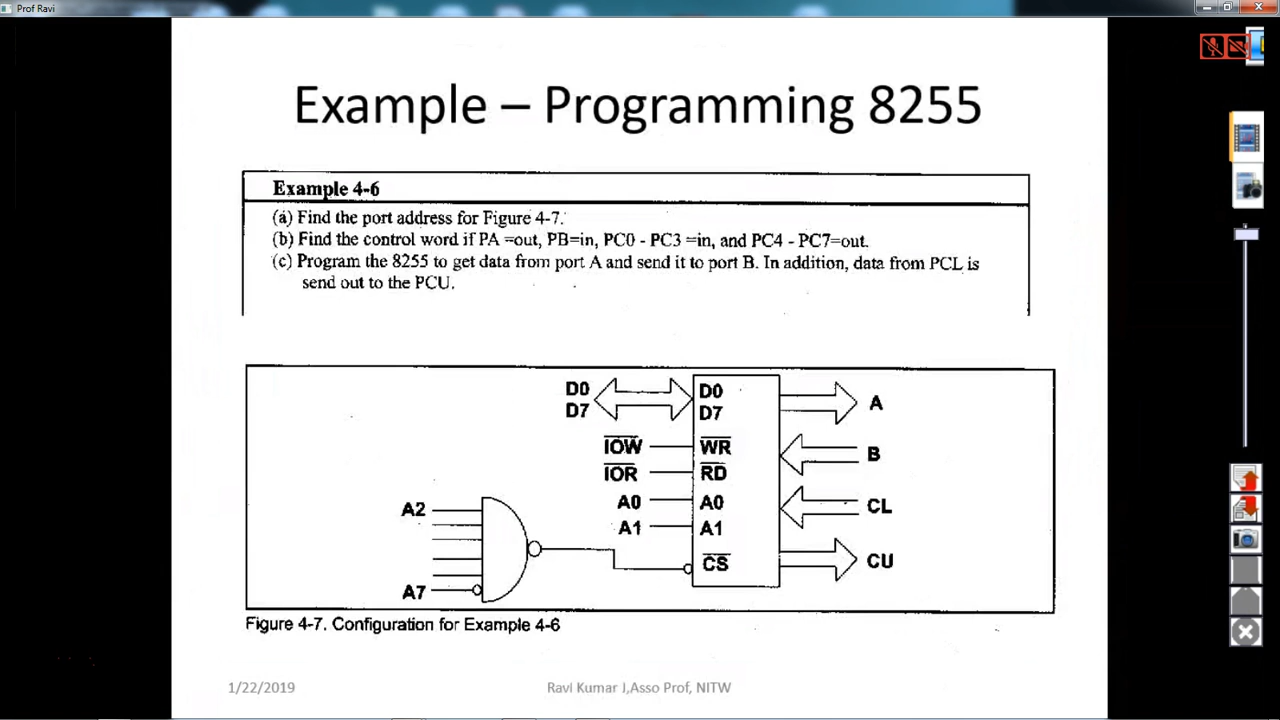 Prof Ravi
Example – Programming 8255
Example 4-6
(a) Find the port address for Figure 4-7.
(b) Find the control word if PA =out, PB=in, PC0 - PC3 =in, and PC4 - PC7=out.
(c) Program the 8255 to get data from port A and send it to port B. In addition, data from PCL is
send out to the PCU.
D0 D0
D7 D7
A
IOW WR
B
IOR RD
A0 A0
CL
A2
A1 A1
CS
CU
A7
Figure 4-7. Configuration for Example 4-6
1/22/2019 Ravi Kumar J,Asso Prof, NITW